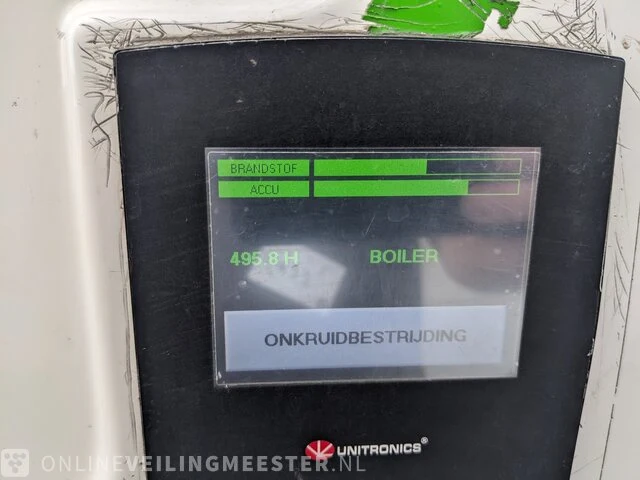 BRANDSTOF
ACCU
495.8 H BOILER
ONKRUIDBESTRIJDING
UNITRONICS®
ONLINEVEILINGMEESTER.NL